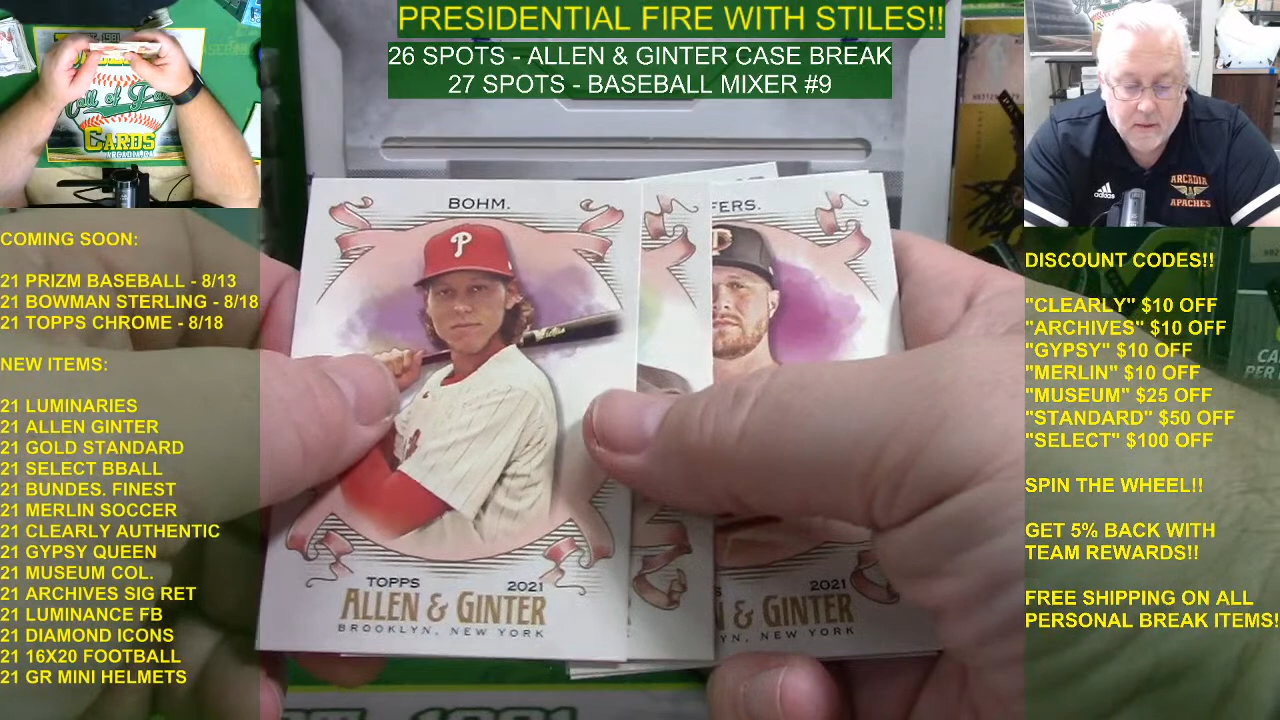 PRESIDENTIAL FIRE WITH STILES!!
26 SPOTS - ALLEN & GINTER CASE BREAK
27 SPOTS - BASEBALL MIXER #9
COMING SOON:
21 PRIZM BASEBALL - 8/13
21 BOWMAN STERLING - 8/18
21 TOPPS CHROME - 8/18
NEW ITEMS:
21 LUMINARIES
21 ALLEN GINTER
21 GOLD STANDARD
21 SELECT BBALL
21 BUNDES. FINEST
21 MERLIN SOCCER
21 CLEARLY AUTHENTIC
21 GYPSY QUEEN
21 MUSEUM COL.
21 ARCHIVES SIG RET
21 LUMINANCE FB
21 DIAMOND ICONS
21 16X20 FOOTBALL
21 GR MINI HELMETS
BOHM.
P
TOPPS 2021
ALLEN & GINTER
BROOKLYN, NEW YORK
FERS.
2021
& GINTER
NEW YORK
CARDS
ARCADIA
APACHES
adidas
DISCOUNT CODES!!
"CLEARLY" $10 OFF
"ARCHIVES" $10 OFF
"GYPSY" $10 OFF
"MERLIN" $10 OFF
"MUSEUM" $25 OFF
"STANDARD" $50 OFF
"SELECT" $100 OFF
SPIN THE WHEEL!!
GET 5% BACK WITH
TEAM REWARDS!!
FREE SHIPPING ON ALL
PERSONAL BREAK ITEMS!